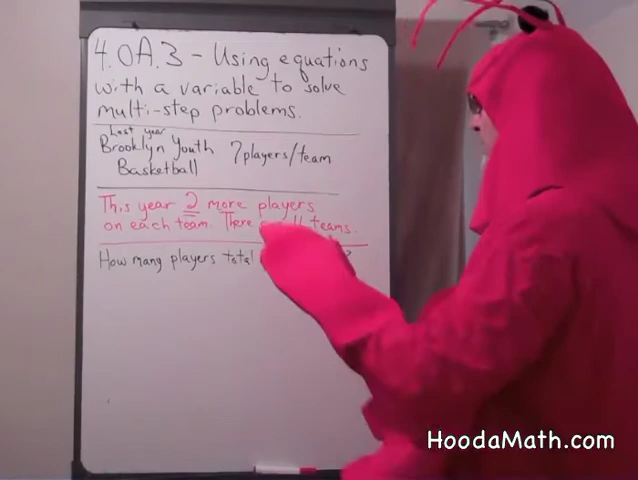 4.OA.3 - Using equations
with a variable to solve
multi-step problems.
Last year
Brooklyn Youth 7players/team
Basketball
This year 2 more players
on each team. There teams.
How many players total ?
HoodaMath.com